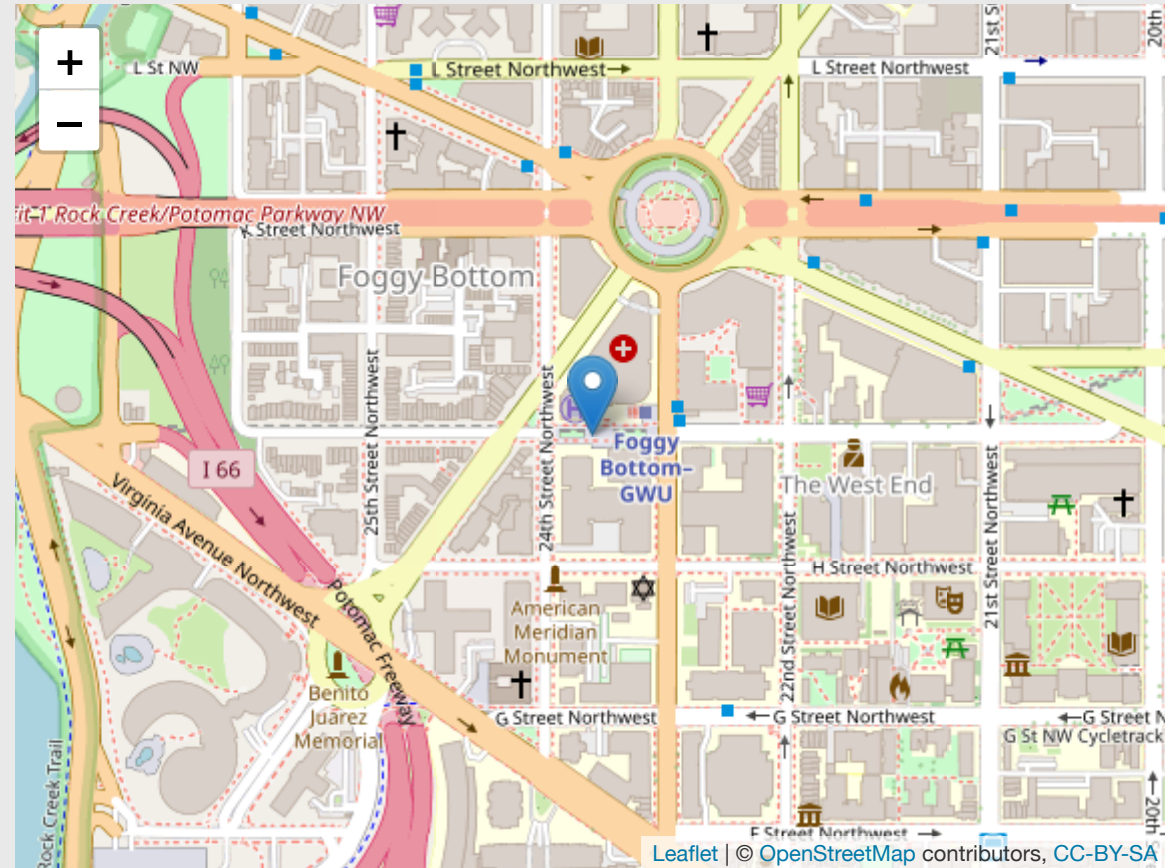 +
−
L St NW
L Street Northwest
L Street Northwest
21st S
20th
it 1 Rock Creek/Potomac Parkway NW
K Street Northwest
Foggy Bottom
25th Street Northwest
24th Street Northwest
H
Foggy
Bottom–
GWU
The West End
I 66
Virginia Avenue Northwest
Potomac Freeway
22nd Street Northwest
21st Street Northwest
H Street Northwest
American
Meridian
Monument
Benito
Juárez
Memorial
G Street Northwest
G Street Northwest
G Street N
G St NW Cycletrack
Rock Creek Trail
20th
F Street Northwest
Leaflet | © OpenStreetMap contributors, CC-BY-SA